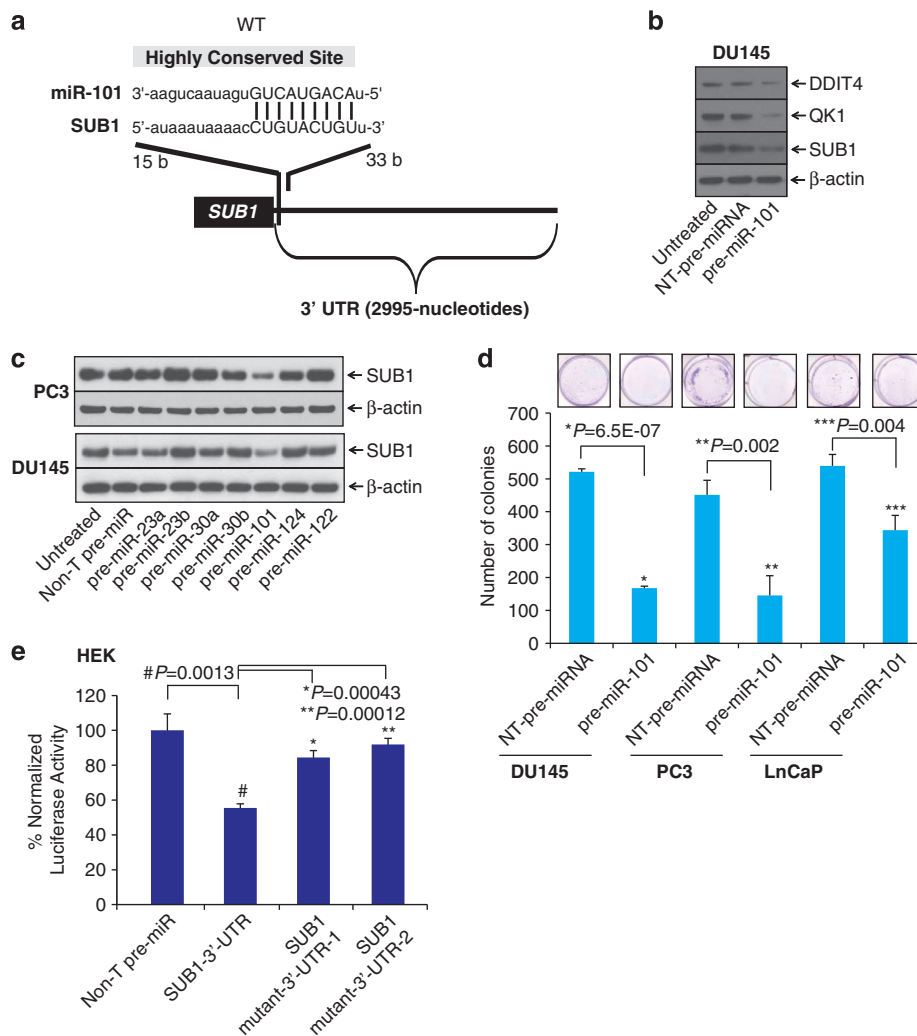 a
WT
Highly Conserved Site
miR-101 3'-aagucaauaguGUCAUGACAu-5'
SUB1 5'-auaaauaaaacCUGUACUGUu-3'
15 b
33 b
SUB1
3' UTR (2995-nucleotides)
b
DU145
DDIT4
QK1
SUB1
β-actin
Untreated
NT-pre-miRNA
pre-miR-101
c
PC3
SUB1
β-actin
DU145
SUB1
β-actin
Untreated
Non-T pre-miR
pre-miR-23a
pre-miR-23b
pre-miR-30a
pre-miR-30b
pre-miR-101
pre-miR-124
pre-miR-122
d
Number of colonies
700
600
500
400
300
200
100
0
*P=6.5E-07
**P=0.002
***P=0.004
*
**
***
NT-pre-miRNA
pre-miR-101
NT-pre-miRNA
pre-miR-101
NT-pre-miRNA
pre-miR-101
DU145
PC3
LnCaP
e
HEK
% Normalized
Luciferase Activity
120
100
80
60
40
20
0
#P=0.0013
*P=0.00043
**P=0.00012
#
*
**
Non-T pre-miR
SUB1-3'-UTR
SUB1
mutant-3'-UTR-1
SUB1
mutant-3'-UTR-2